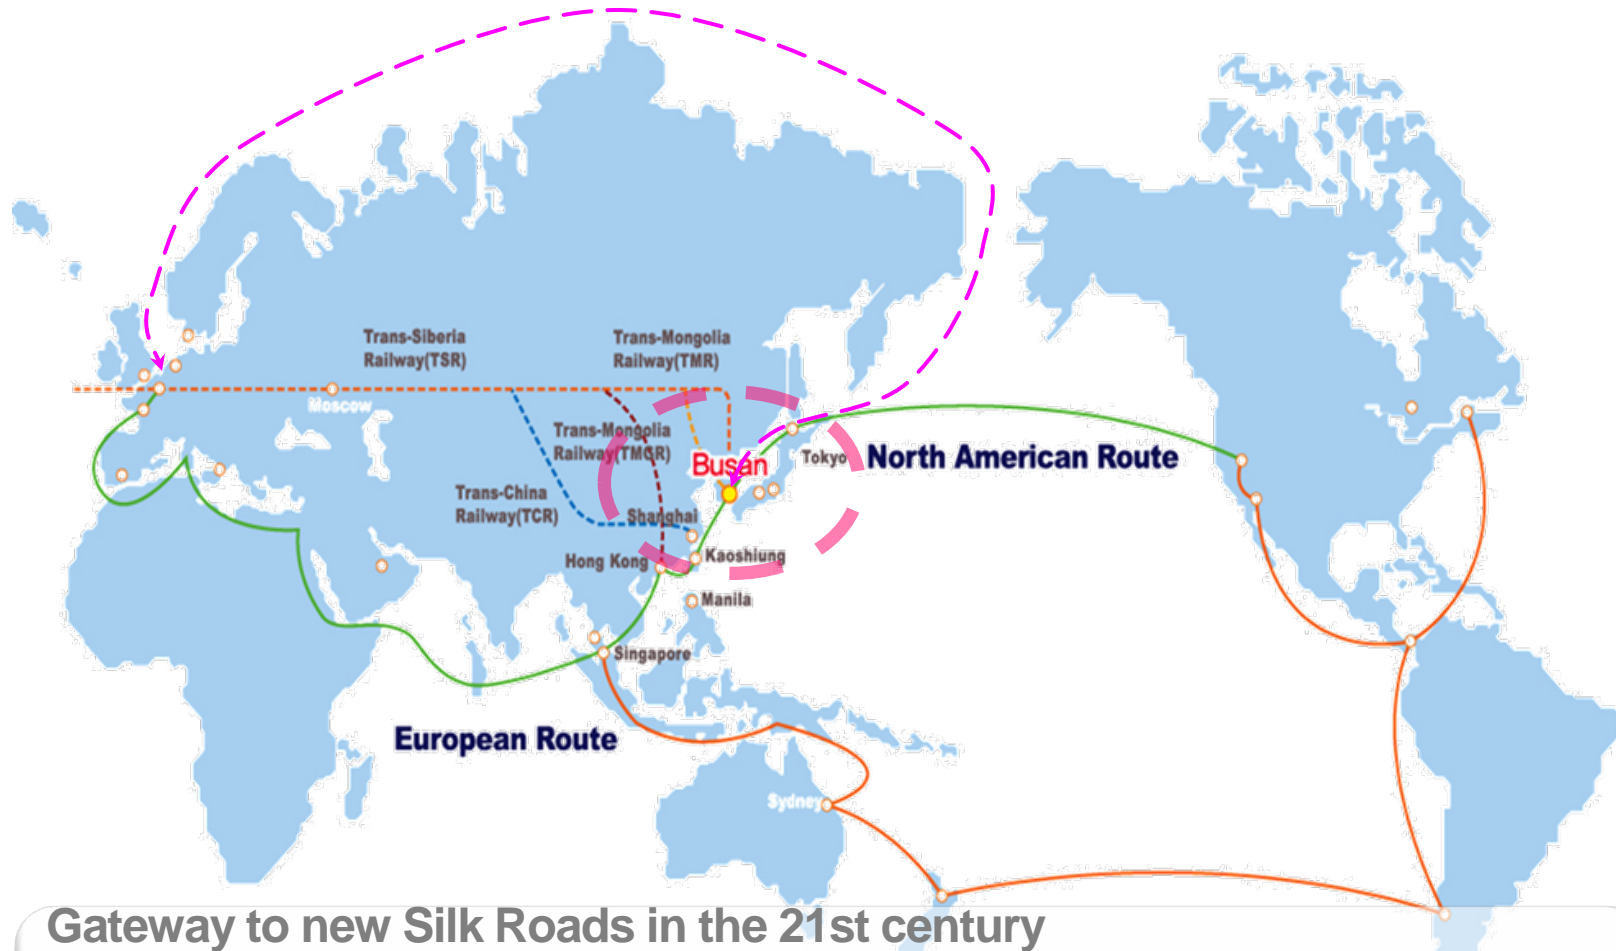 Trans-Siberia
Railway(TSR)
Trans-Mongolia
Railway(TMR)
Moscow
Trans-Mongolia
Railway(TMGR)
Busan
Tokyo
North American Route
Trans-China
Railway(TCR)
Shanghai
Hong Kong
Kaoshiung
Manila
Singapore
European Route
Sydney
Gateway to new Silk Roads in the 21st century